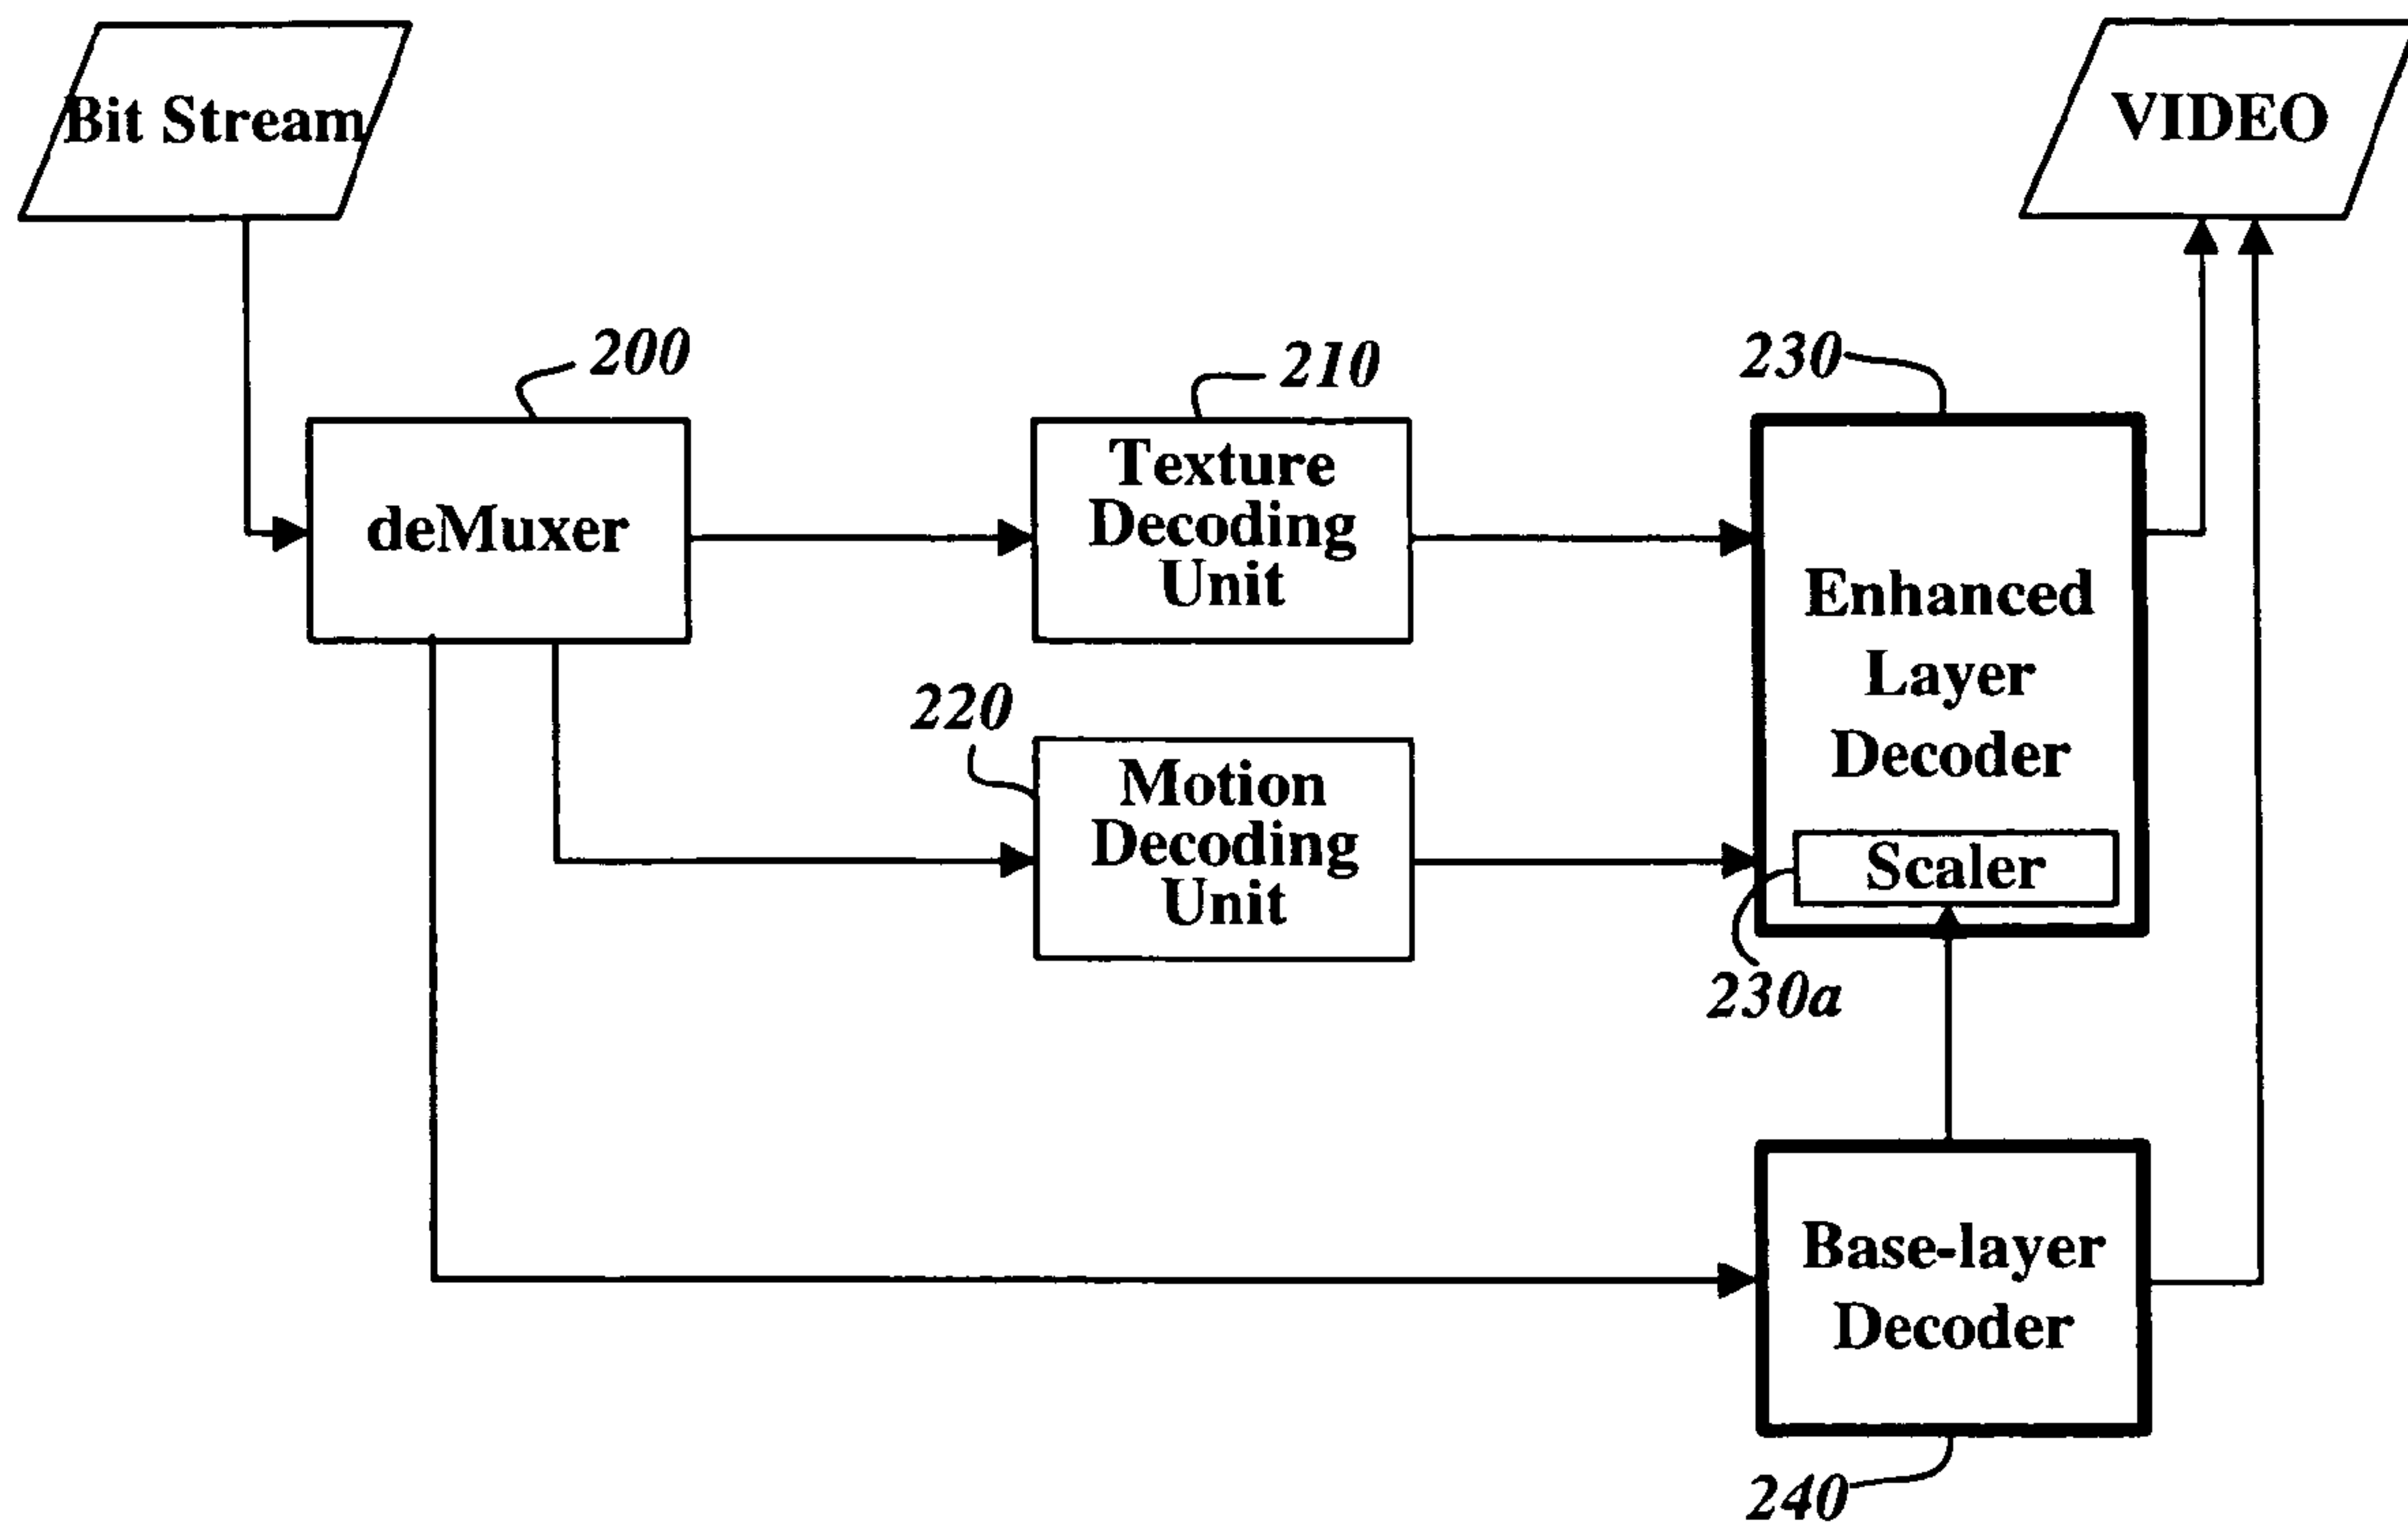 Bit Stream
VIDEO
200
210
230
deMuxer
Texture
Decoding
Unit
Enhanced
Layer
Decoder
220
Motion
Decoding
Unit
Scaler
230a
Base-layer
Decoder
240